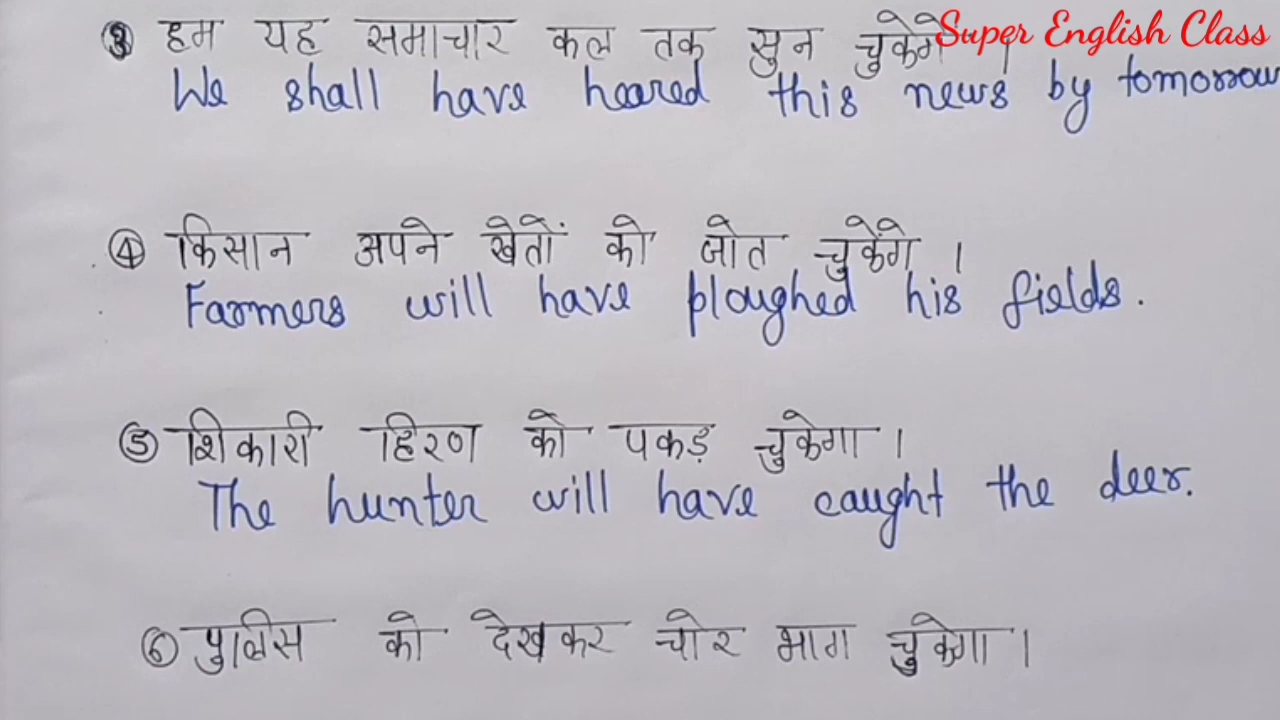 Super English Class
③ हम यह समाचार कल तक सुन चुकेगे ।
We shall have heared this news by tomorrow
④ किसान अपने खेतों को जोत चुकेंगे ।
Farmers will have ploughed his fields.
⑤ शिकारी हिरण को पकड़ चुकेगा ।
The hunter will have caught the deer.
⑥ पुलिस को देखकर चोर भाग चुकेगा ।